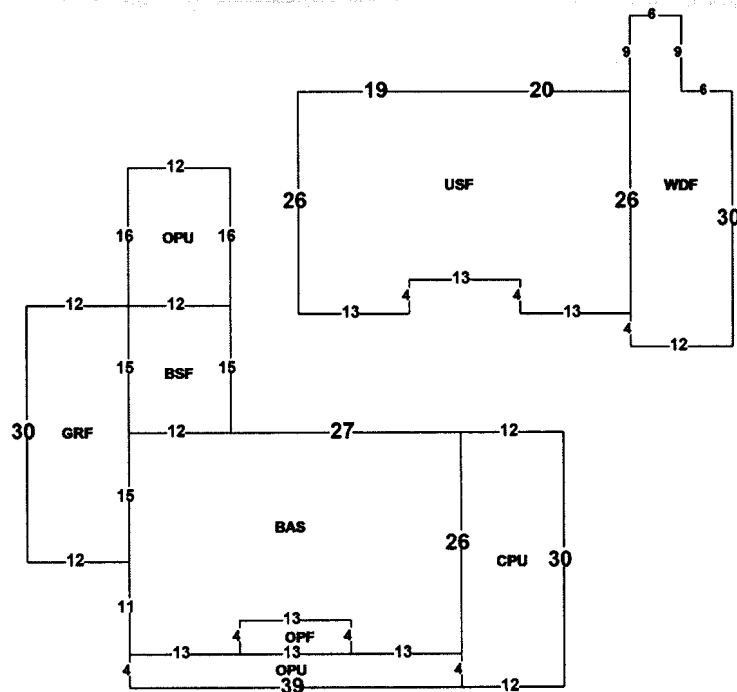 6
9 9
19 20 6
26 USF 26 WDF 30
12
16 OPU 16
13
12 12 4 4
13 13
4
12
15 BSF 15
30 GRF 12 27 12
15
BAS
26 CPU 30
12
11
13
4 OPF 4
13 13 13
4 OPU 4
39 12